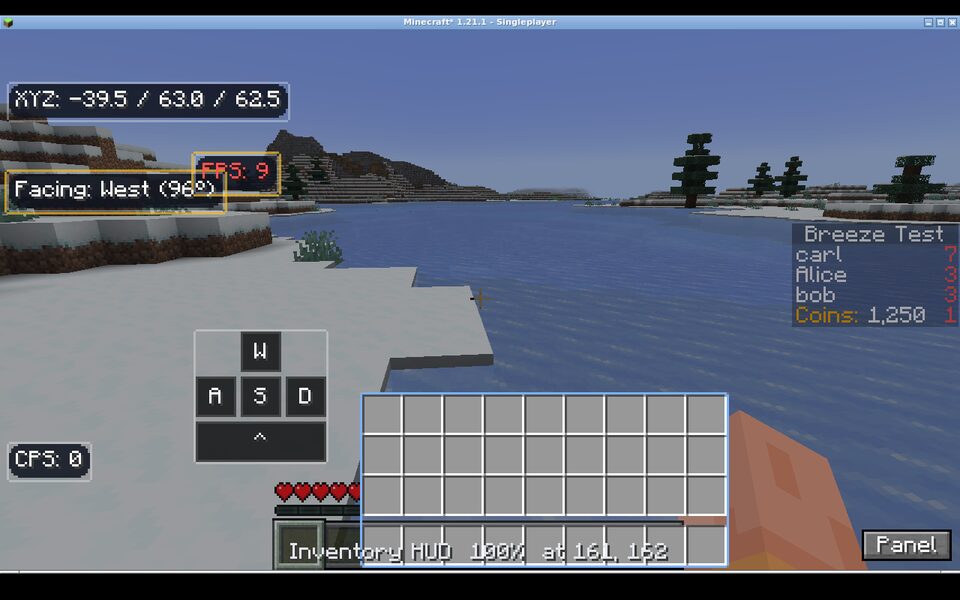 Minecraft* 1.21.1 - Singleplayer
XYZ: -39.5 / 63.0 / 62.5
FPS: 9
Facing: West (96°)
Breeze Test
carl 7
Alice 3
bob 3
Coins: 1,250 1
W
A S D
^
CPS: 0
Inventory HUD 100% at 161, 162
Panel